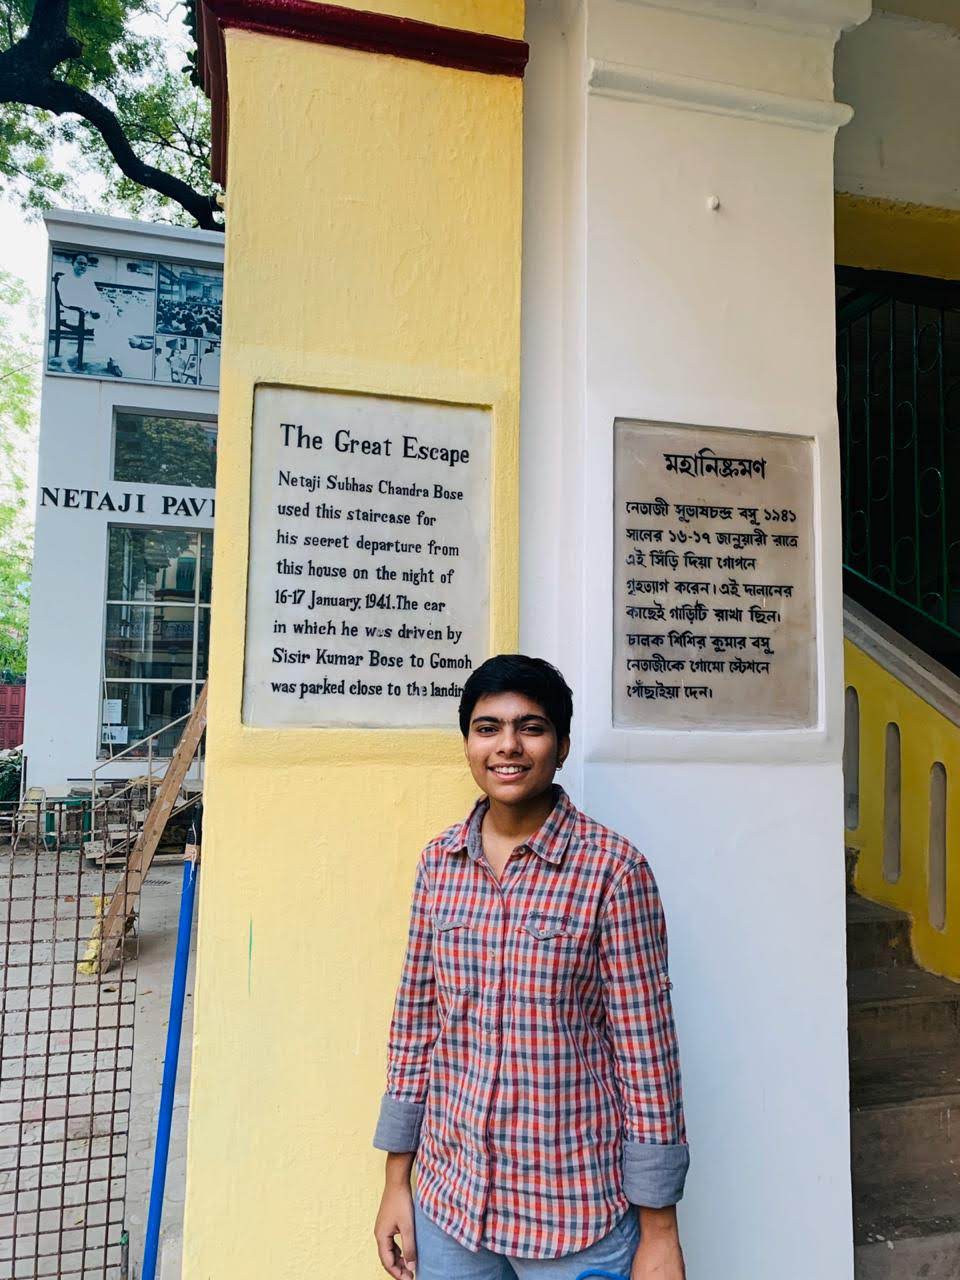 NETAJI
The Great Escape
Netaji Subhas Chandra Bose
used this staircase for
his secret departure from
this house on the night of
16-17 January, 1941. The car
in which he was driven by
Sisir Kumar Bose to Gomoh
was parked close to the
মহানিষ্ক্রমণ
নেতাজী সুভাষচন্দ্র বসু ১৯৪১
সালের ১৬-১৭ জানুয়ারী রাত্রে
এই সিঁড়ি দিয়া গোপনে
গৃহত্যাগ করেন। এই দালানের
কাছেই গাড়িটি রাখা ছিল।
চালক শিশির কুমার বসু
নেতাজীকে গোমো স্টেশনে
পৌঁছাইয়া দেন।